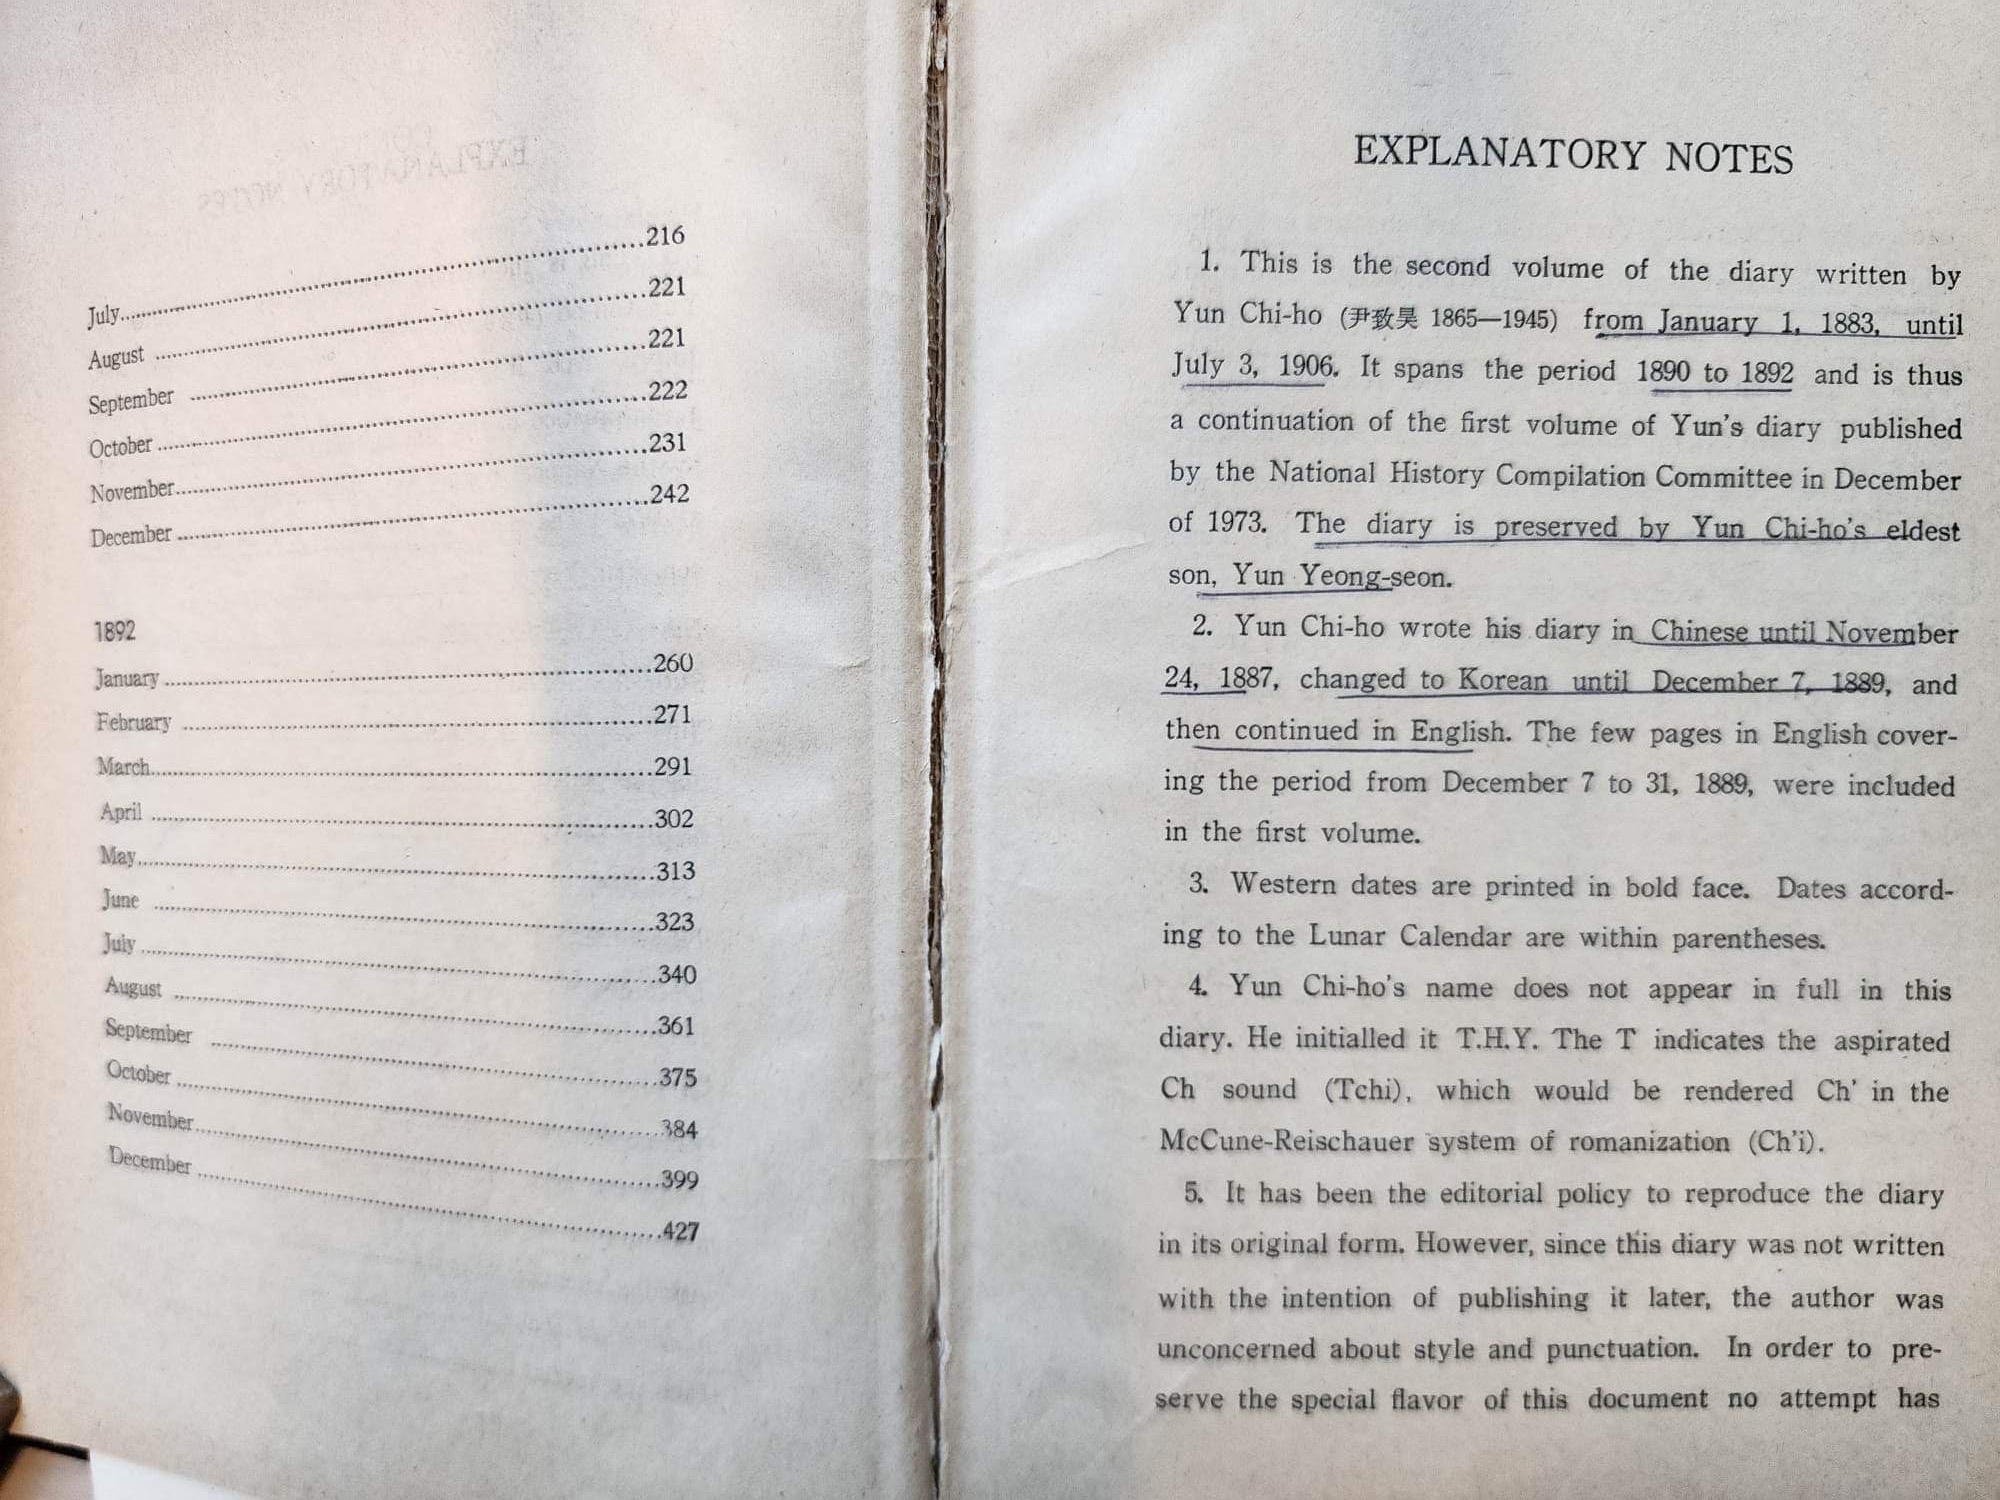 July........216
August ........221
September ........221
October ........222
November........231
December ........242
1892
January ........260
February ........271
March........291
April ........302
May........313
June ........323
July ........340
August ........361
September ........375
October ........384
November........399
December ........427
EXPLANATORY NOTES
1. This is the second volume of the diary written by
Yun Chi-ho (尹致昊 1865—1945) from January 1, 1883, until
July 3, 1906. It spans the period 1890 to 1892 and is thus
a continuation of the first volume of Yun's diary published
by the National History Compilation Committee in December
of 1973. The diary is preserved by Yun Chi-ho's eldest
son, Yun Yeong-seon.
2. Yun Chi-ho wrote his diary in Chinese until November
24, 1887, changed to Korean until December 7, 1889, and
then continued in English. The few pages in English cover-
ing the period from December 7 to 31, 1889, were included
in the first volume.
3. Western dates are printed in bold face. Dates accord-
ing to the Lunar Calendar are within parentheses.
4. Yun Chi-ho's name does not appear in full in this
diary. He initialled it T.H.Y. The T indicates the aspirated
Ch sound (Tchi), which would be rendered Ch' in the
McCune-Reischauer system of romanization (Ch'i).
5. It has been the editorial policy to reproduce the diary
in its original form. However, since this diary was not written
with the intention of publishing it later, the author was
unconcerned about style and punctuation. In order to pre-
serve the special flavor of this document no attempt has